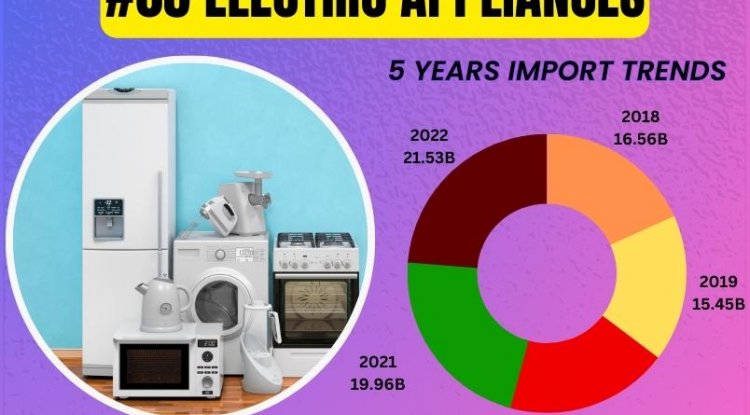 5 YEARS IMPORT TRENDS
2018
16.56B
2022
21.53B
2019
15.45B
2021
19.96B